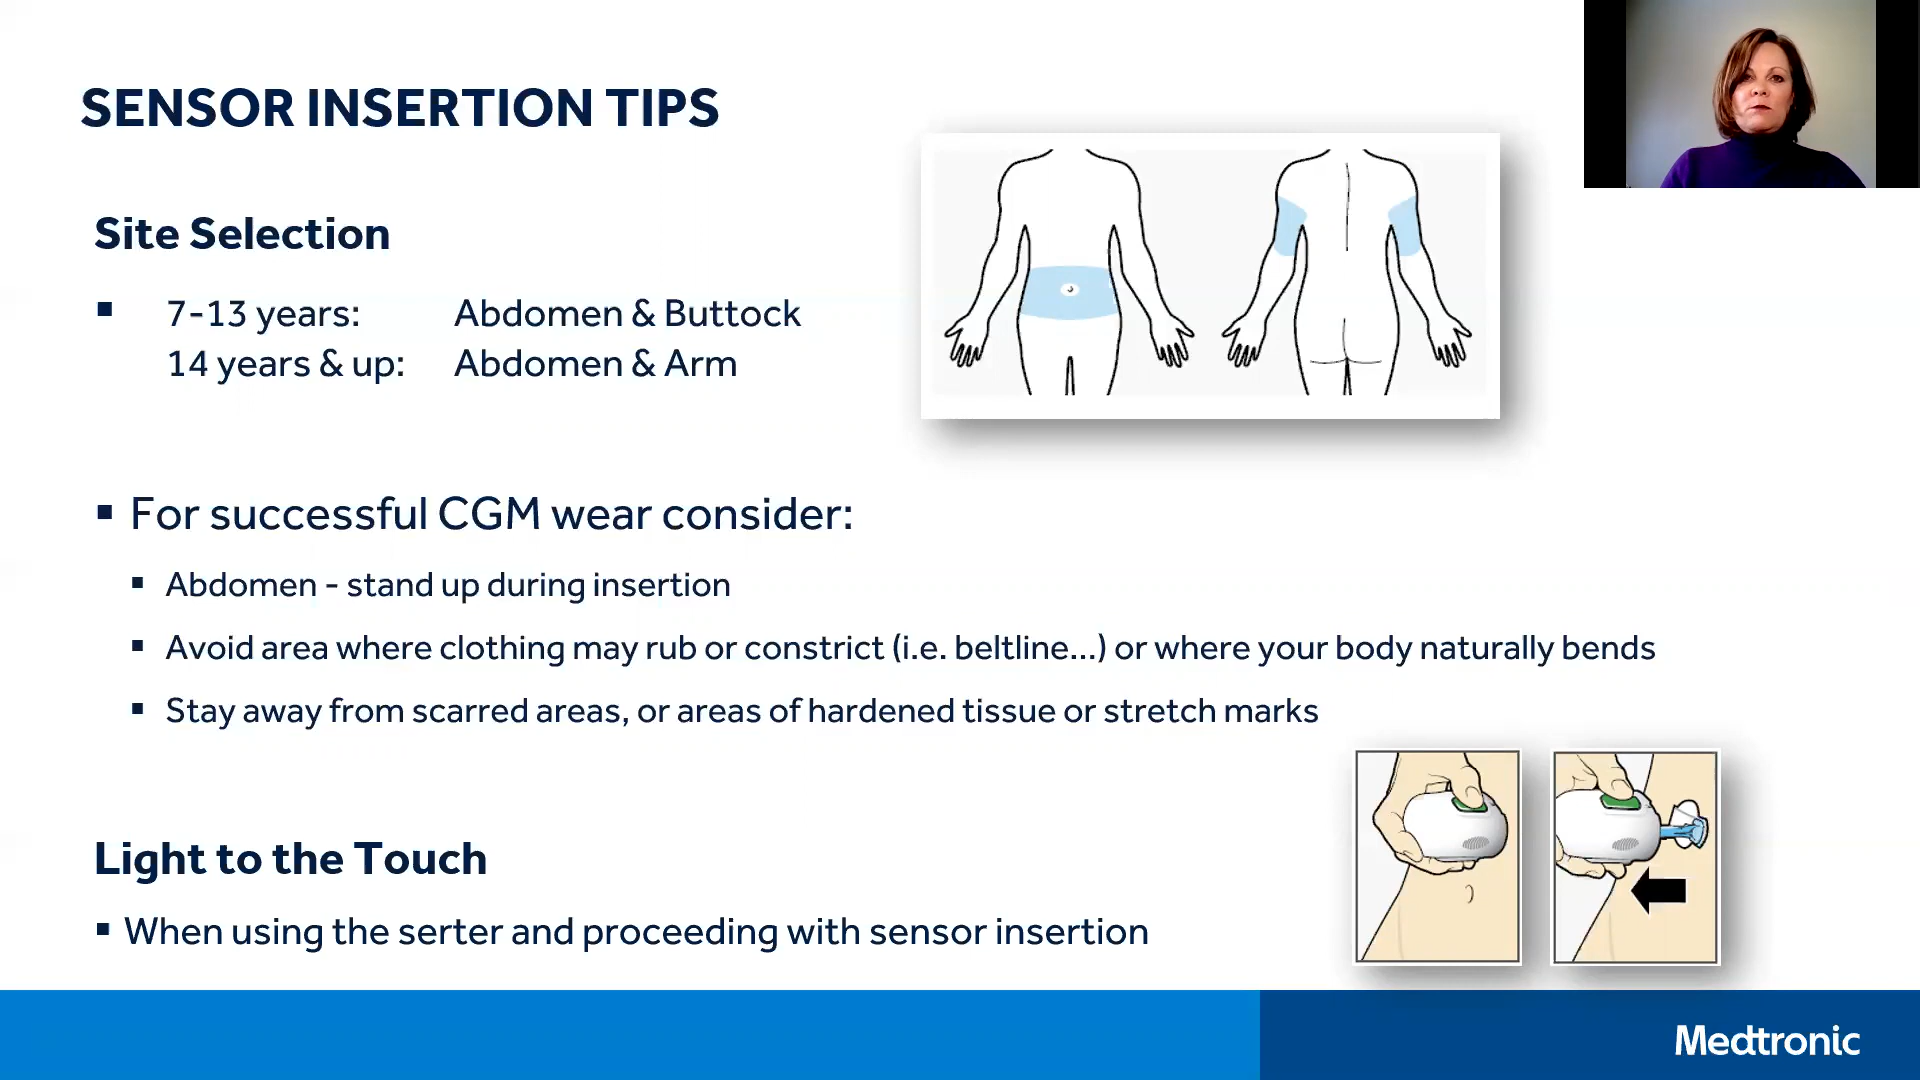 SENSOR INSERTION TIPS
Site Selection
▪ 7-13 years: Abdomen & Buttock
14 years & up: Abdomen & Arm
▪ For successful CGM wear consider:
▪ Abdomen - stand up during insertion
▪ Avoid area where clothing may rub or constrict (i.e. beltline...) or where your body naturally bends
▪ Stay away from scarred areas, or areas of hardened tissue or stretch marks
Light to the Touch
▪ When using the serter and proceeding with sensor insertion
Medtronic